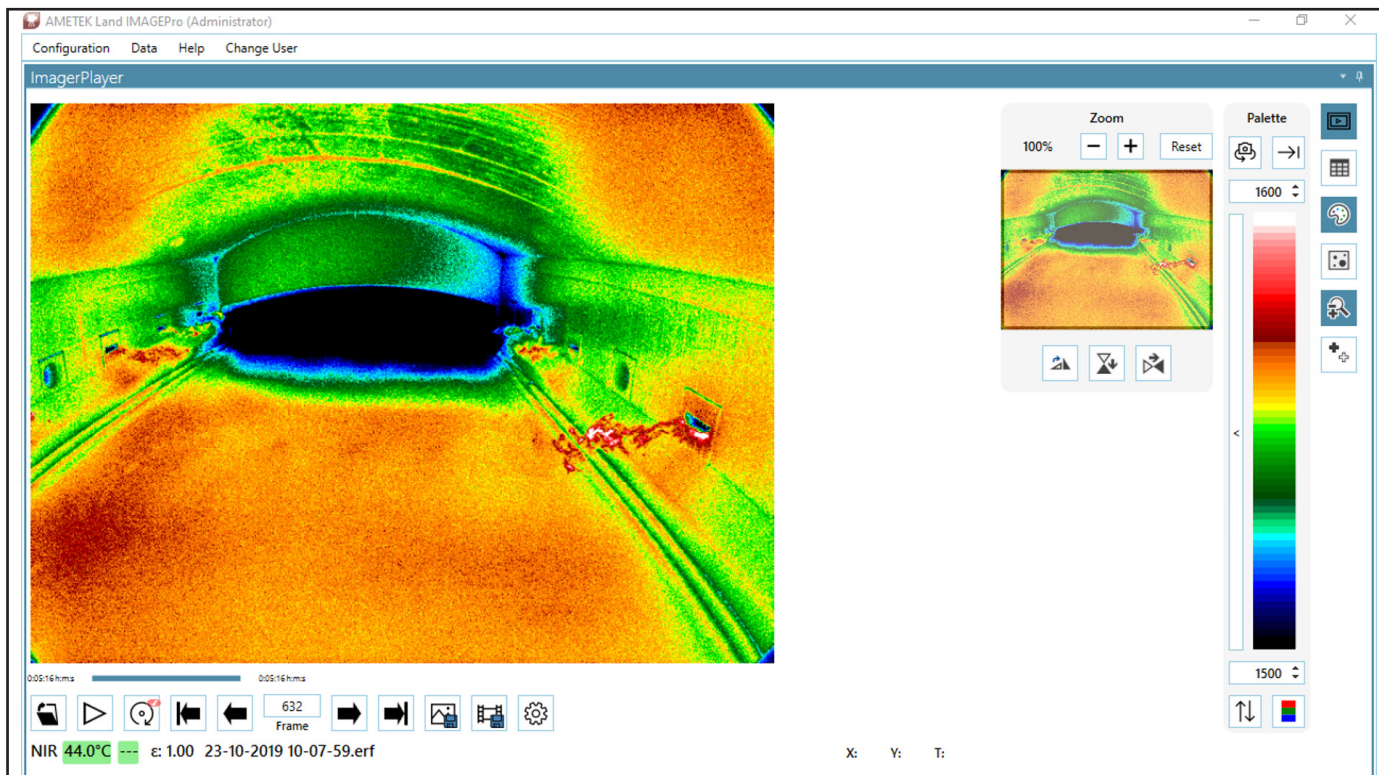 AMETEK Land IMAGEPro (Administrator)
Configuration Data Help Change User
ImagerPlayer
Zoom
100% Reset
Palette
1600
<
1500
0:05:16 h:m:s 0:05:16 h:m:s
632
Frame
NIR 44.0°C --- ε: 1.00 23-10-2019 10-07-59.erf
X: Y: T: